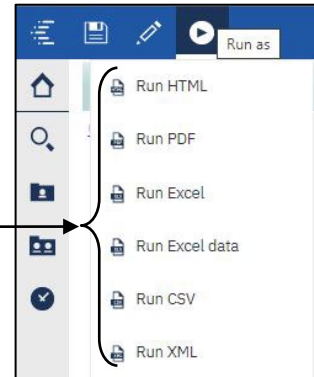 Run as
Run HTML
Run PDF
Run Excel
Run Excel data
Run CSV
Run XML